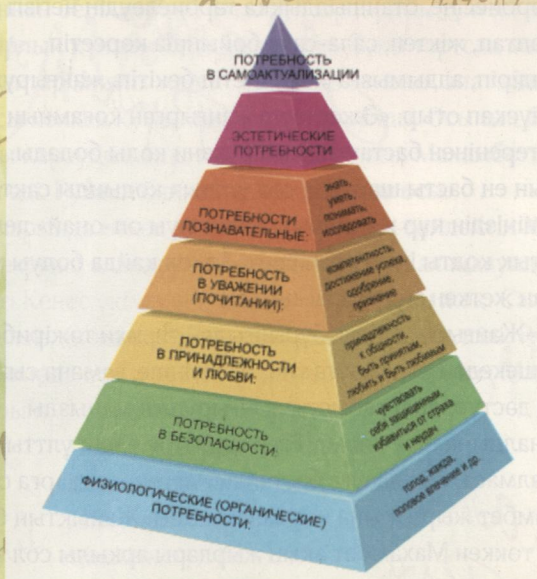 ПОТРЕБНОСТЬ
В САМОАКТУАЛИЗАЦИИ
ЭСТЕТИЧЕСКИЕ
ПОТРЕБНОСТИ
ПОТРЕБНОСТИ
ПОЗНАВАТЕЛЬНЫЕ:
знать,
уметь,
понимать,
исследовать
ПОТРЕБНОСТЬ
В УВАЖЕНИИ
(ПОЧИТАНИИ):
компетентность,
достижение успеха,
одобрение,
признание
ПОТРЕБНОСТЬ
В ПРИНАДЛЕЖНОСТИ
И ЛЮБВИ:
принадлежность
к общности,
быть принятым,
любить и быть любимым
ПОТРЕБНОСТЬ
В БЕЗОПАСНОСТИ:
чувствовать
себя защищенным,
избавиться от страха
и неудач
ФИЗИОЛОГИЧЕСКИЕ (ОРГАНИЧЕСКИЕ)
ПОТРЕБНОСТИ:
голод, жажда,
половое влечение и др.